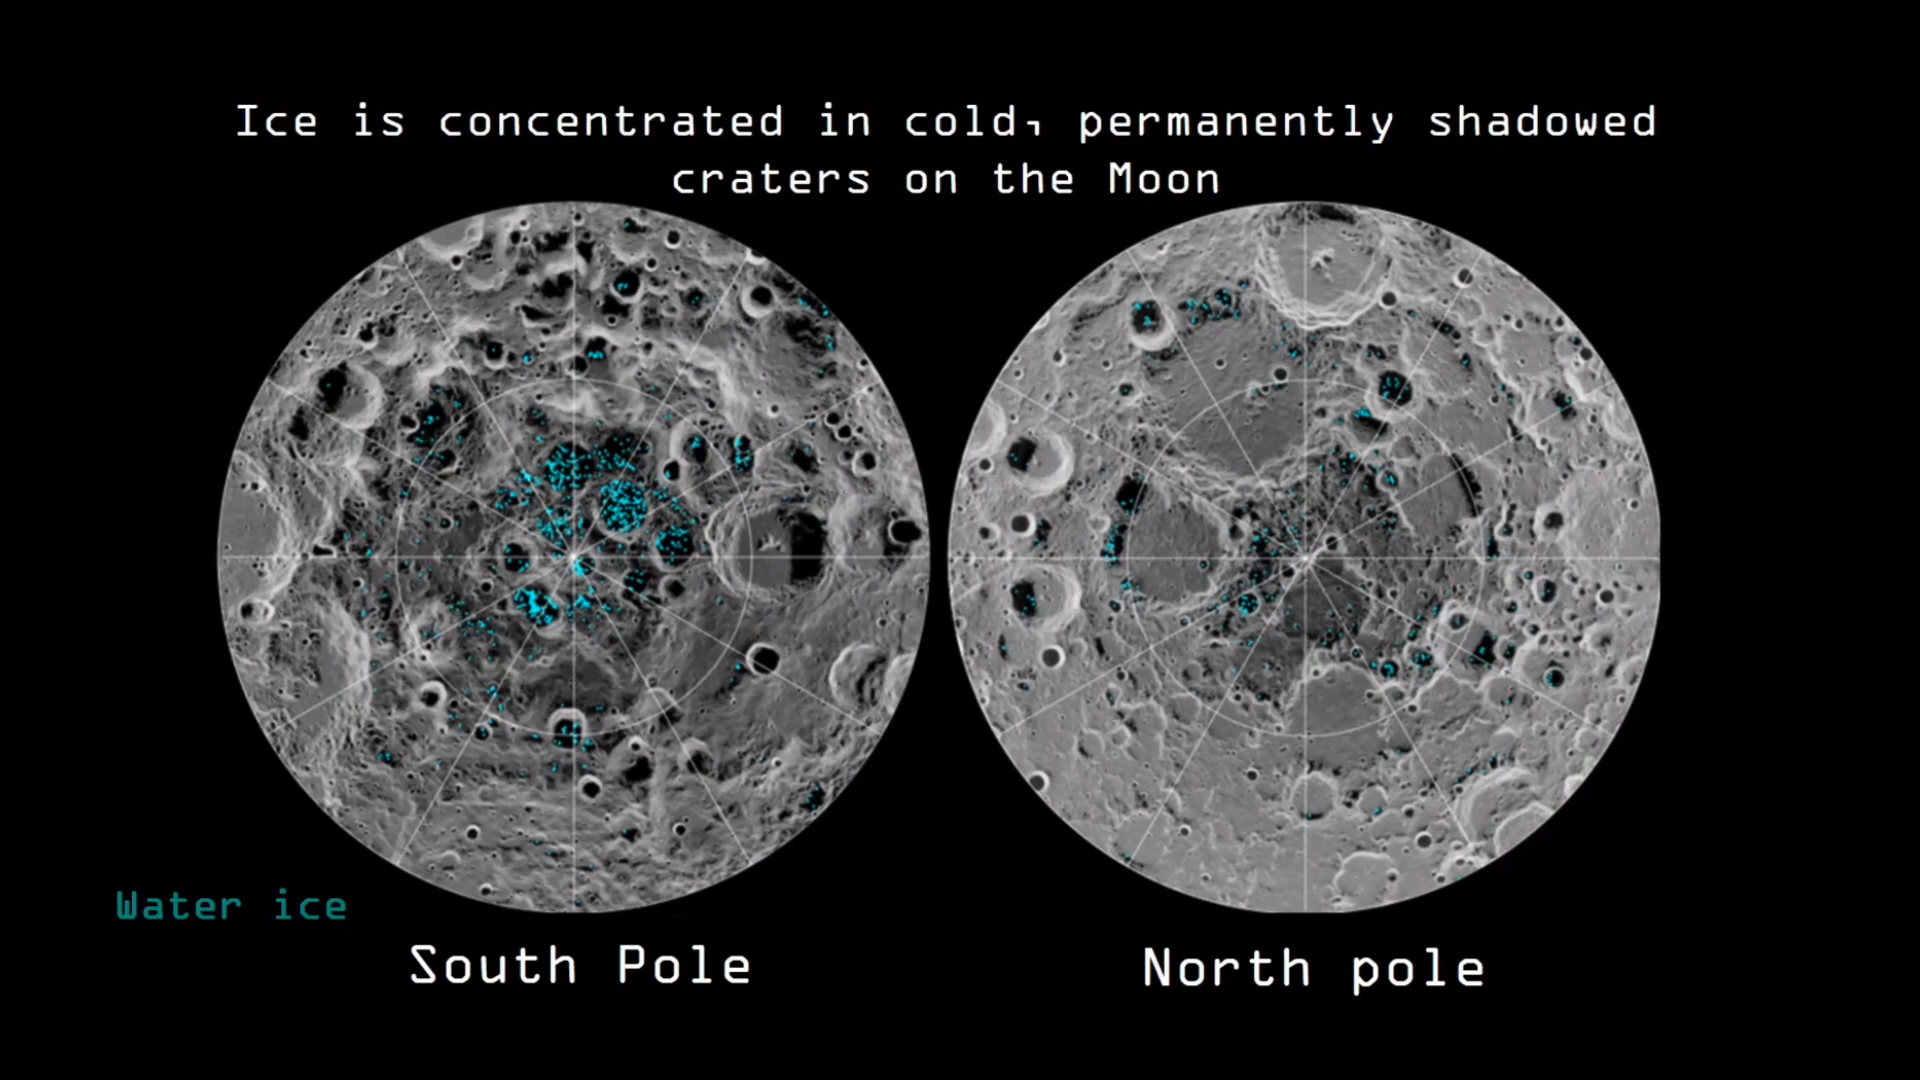 Ice is concentrated in cold, permanently shadowed
craters on the Moon
Water ice
South Pole
North pole